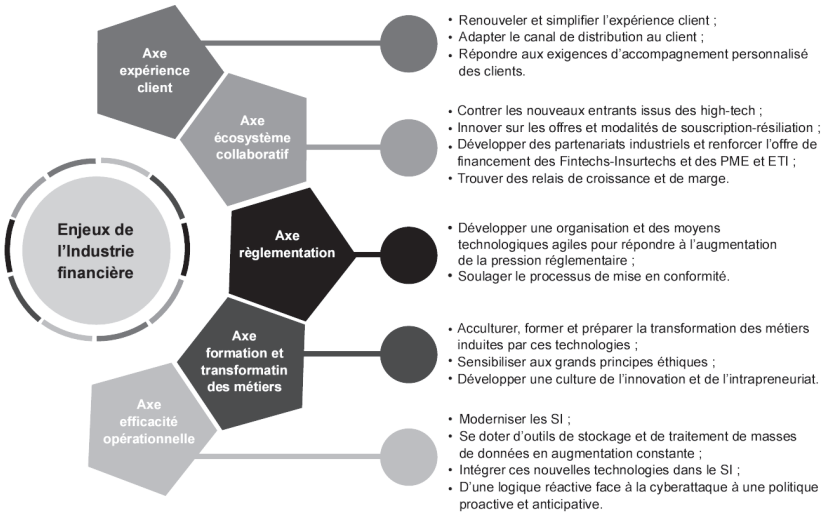 Enjeux de
l’Industrie
financière
Axe
expérience
client
• Renouveler et simplifier l’expérience client ;
• Adapter le canal de distribution au client ;
• Répondre aux exigences d’accompagnement personnalisé
des clients.
Axe
écosystème
collaboratif
• Contrer les nouveaux entrants issus des high-tech ;
• Innover sur les offres et modalités de souscription-résiliation ;
• Développer des partenariats industriels et renforcer l’offre de
financement des Fintechs-Insurtechs et des PME et ETI ;
• Trouver des relais de croissance et de marge.
Axe
règlementation
• Développer une organisation et des moyens
technologiques agiles pour répondre à l’augmentation
de la pression réglementaire ;
• Soulager le processus de mise en conformité.
Axe
formation et
transformatin
des métiers
• Acculturer, former et préparer la transformation des métiers
induites par ces technologies ;
• Sensibiliser aux grands principes éthiques ;
• Développer une culture de l’innovation et de l’intrapreneuriat.
Axe
efficacité
opérationnelle
• Moderniser les SI ;
• Se doter d’outils de stockage et de traitement de masses
de données en augmentation constante ;
• Intégrer ces nouvelles technologies dans le SI ;
• D’une logique réactive face à la cyberattaque à une politique
proactive et anticipative.